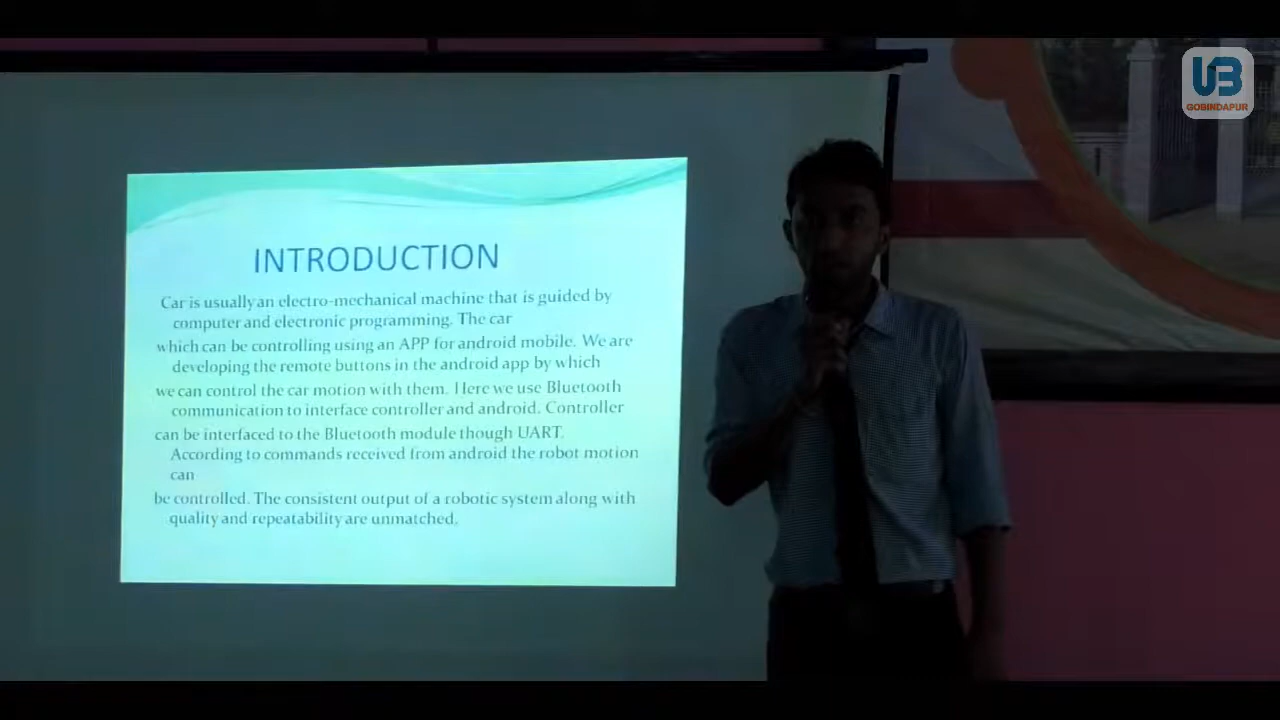 UB
GOBINDAPUR
INTRODUCTION
Car is usually an electro-mechanical machine that is guided by
computer and electronic programming. The car
which can be controlling using an APP for android mobile. We are
developing the remote buttons in the android app by which
we can control the car motion with them. Here we use Bluetooth
communication to interface controller and android. Controller
can be interfaced to the Bluetooth module though UART.
According to commands received from android the robot motion
can
be controlled. The consistent output of a robotic system along with
quality and repeatability are unmatched.